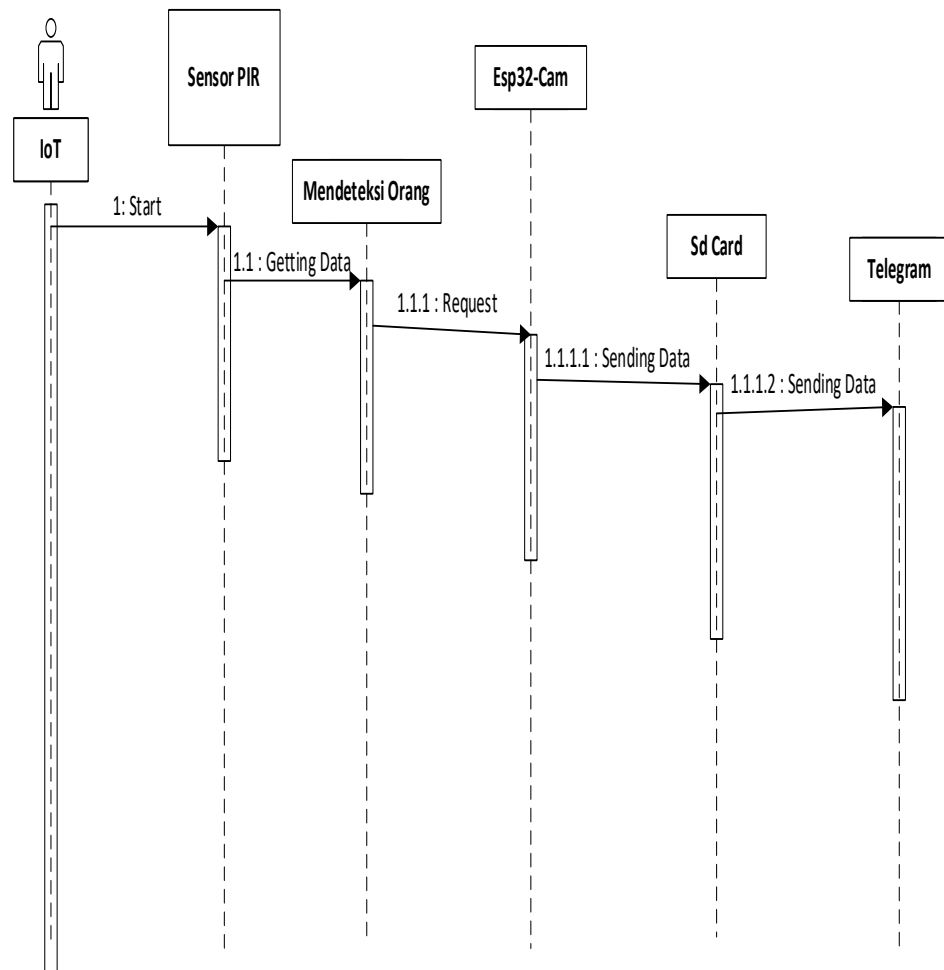 IoT
Sensor PIR
Esp32-Cam
Mendeteksi Orang
Sd Card
Telegram
1: Start
1.1 : Getting Data
1.1.1 : Request
1.1.1.1 : Sending Data
1.1.1.2 : Sending Data